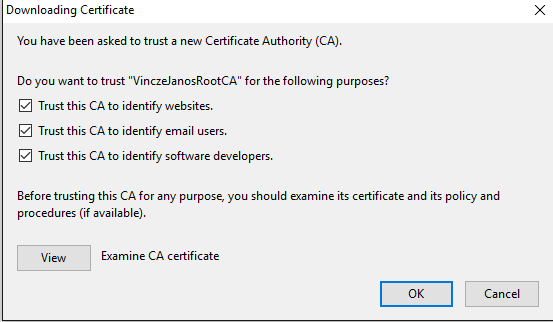 Downloading Certificate
You have been asked to trust a new Certificate Authority (CA).
Do you want to trust "VinczeJanosRootCA" for the following purposes?
Trust this CA to identify websites.
Trust this CA to identify email users.
Trust this CA to identify software developers.
Before trusting this CA for any purpose, you should examine its certificate and its policy and
procedures (if available).
View Examine CA certificate
OK Cancel